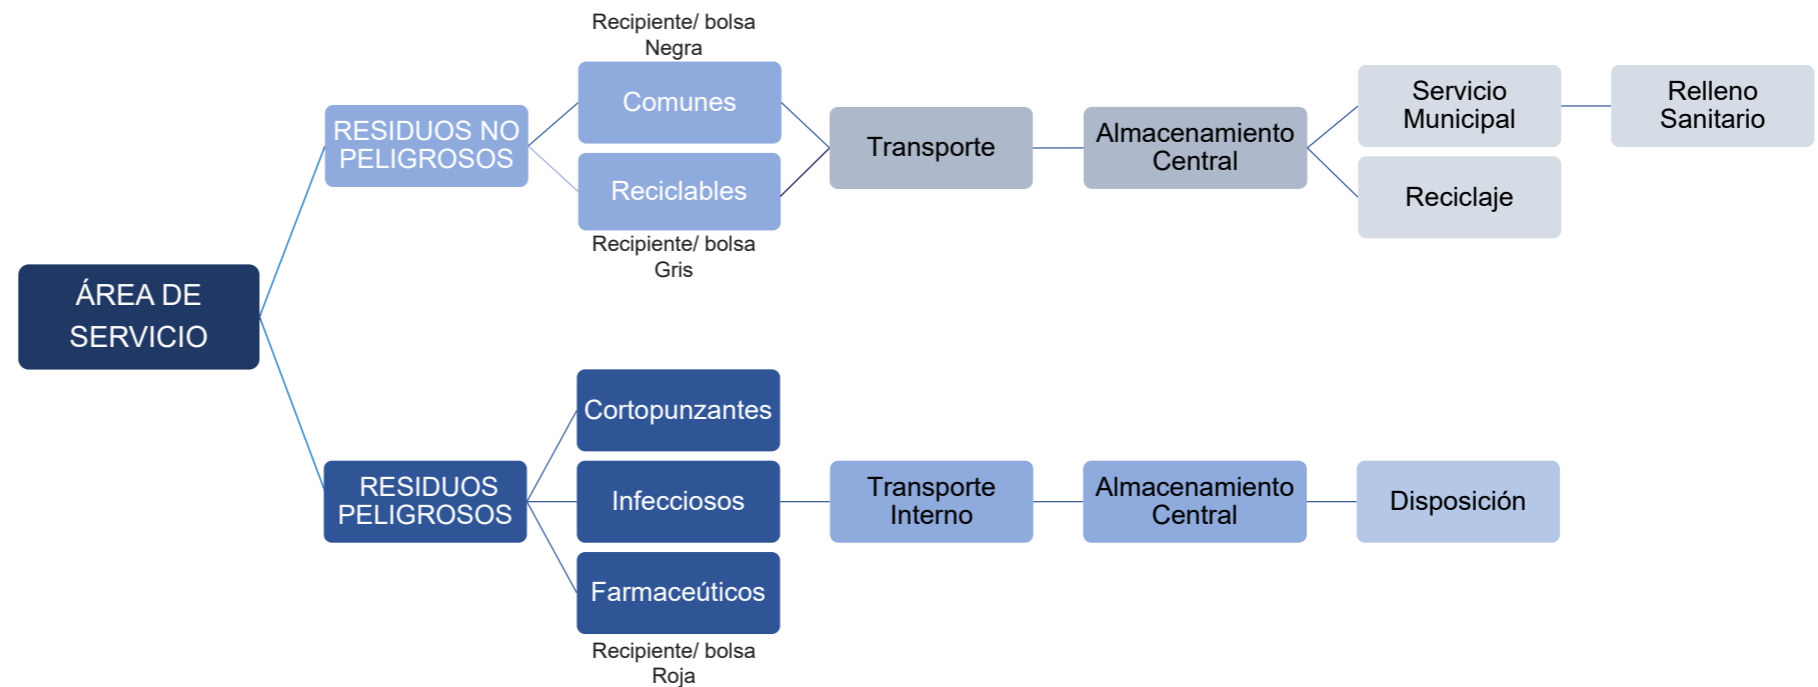 Recipiente/ bolsa
Negra
Comunes
RESIDUOS NO
PELIGROSOS
Reciclables
Recipiente/ bolsa
Gris
Transporte
Almacenamiento
Central
Servicio
Municipal
Relleno
Sanitario
Reciclaje
ÁREA DE
SERVICIO
Cortopunzantes
RESIDUOS
PELIGROSOS
Infecciosos
Farmaceúticos
Recipiente/ bolsa
Roja
Transporte
Interno
Almacenamiento
Central
Disposición